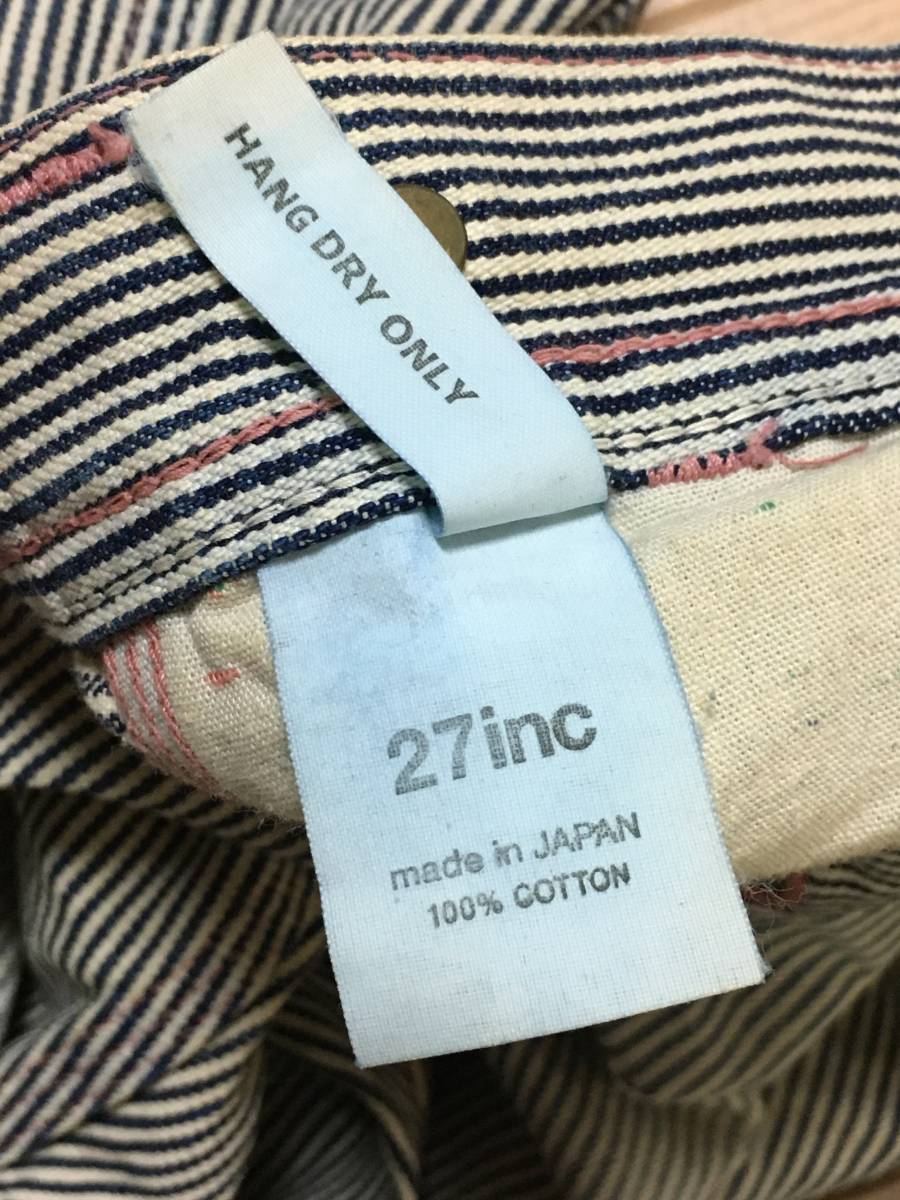 HANG DRY ONLY
27inc
made in JAPAN
100% COTTON